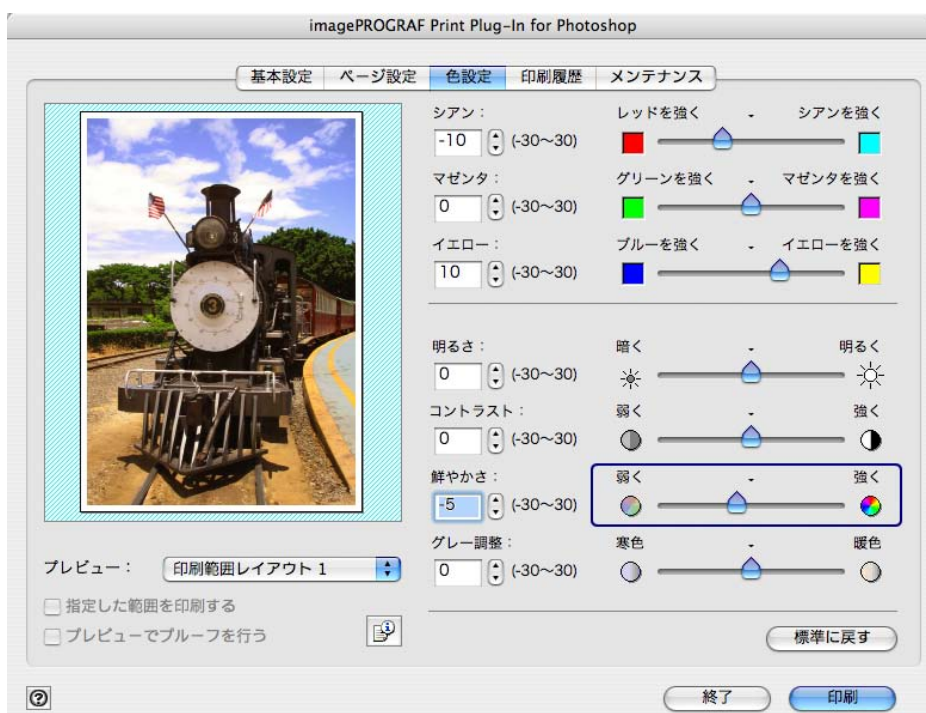 imagePROGRAF Print Plug-In for Photoshop
基本設定 ページ設定 色設定 印刷履歴 メンテナンス
シアン： レッドを強く - シアンを強く
-10 (-30～30)
マゼンタ： グリーンを強く - マゼンタを強く
0 (-30～30)
イエロー： ブルーを強く - イエローを強く
10 (-30～30)
明るさ： 暗く - 明るく
0 (-30～30)
コントラスト： 弱く - 強く
0 (-30～30)
鮮やかさ： 弱く - 強く
-5 (-30～30)
グレー調整： 寒色 - 暖色
0 (-30～30)
3
プレビュー： 印刷範囲レイアウト 1
指定した範囲を印刷する
プレビューでプルーフを行う
標準に戻す
? 終了 印刷